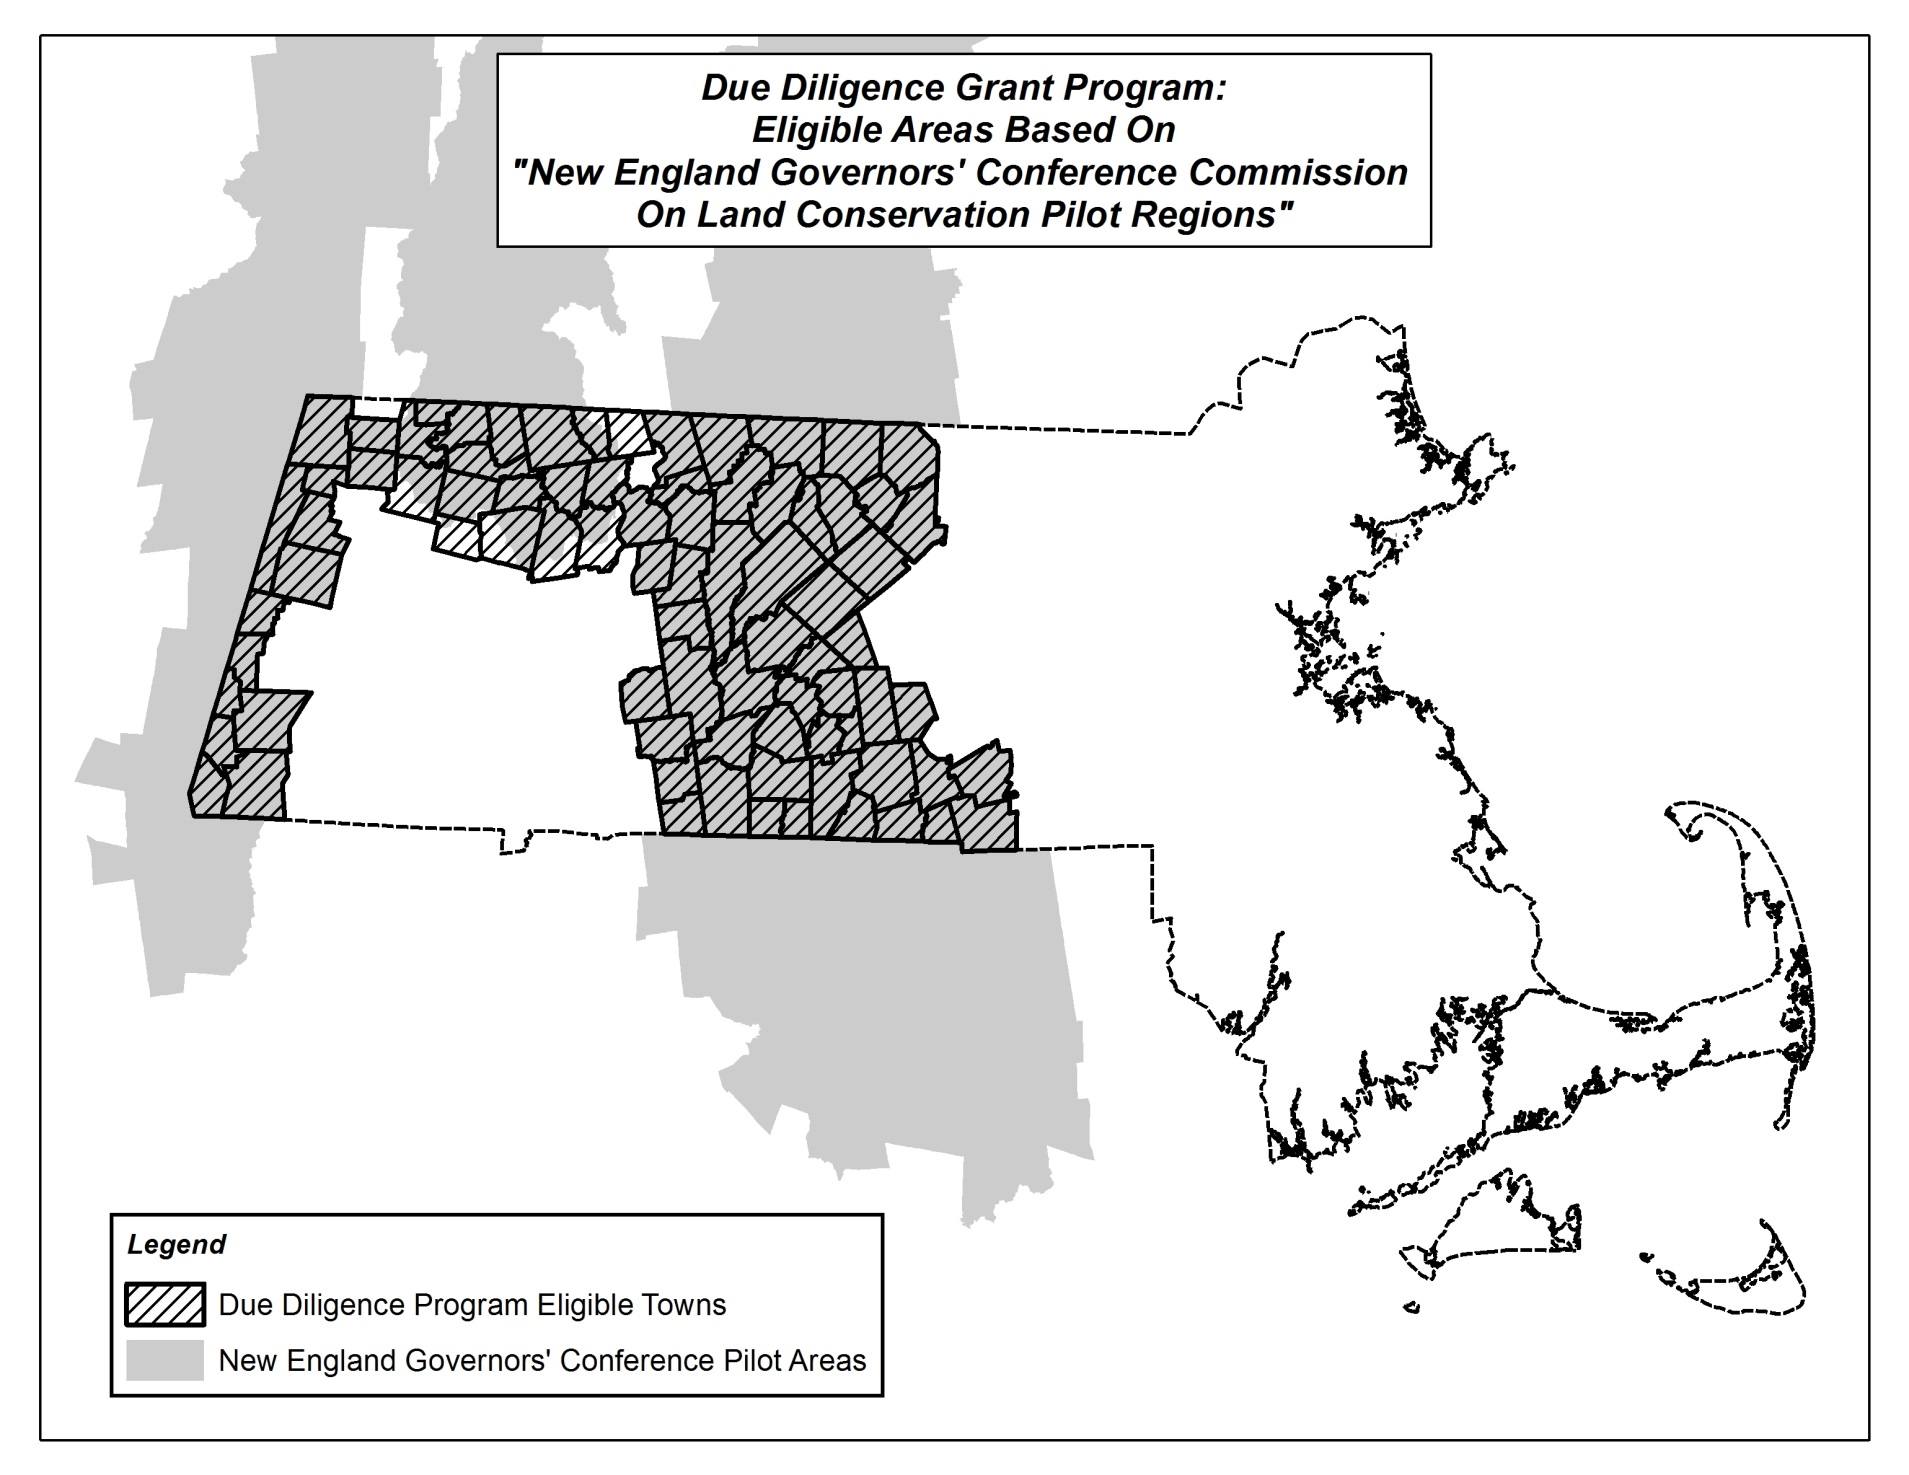 Due Diligence Grant Program:
Eligible Areas Based On
"New England Governors' Conference Commission
On Land Conservation Pilot Regions"
Legend
Due Diligence Program Eligible Towns
New England Governors' Conference Pilot Areas